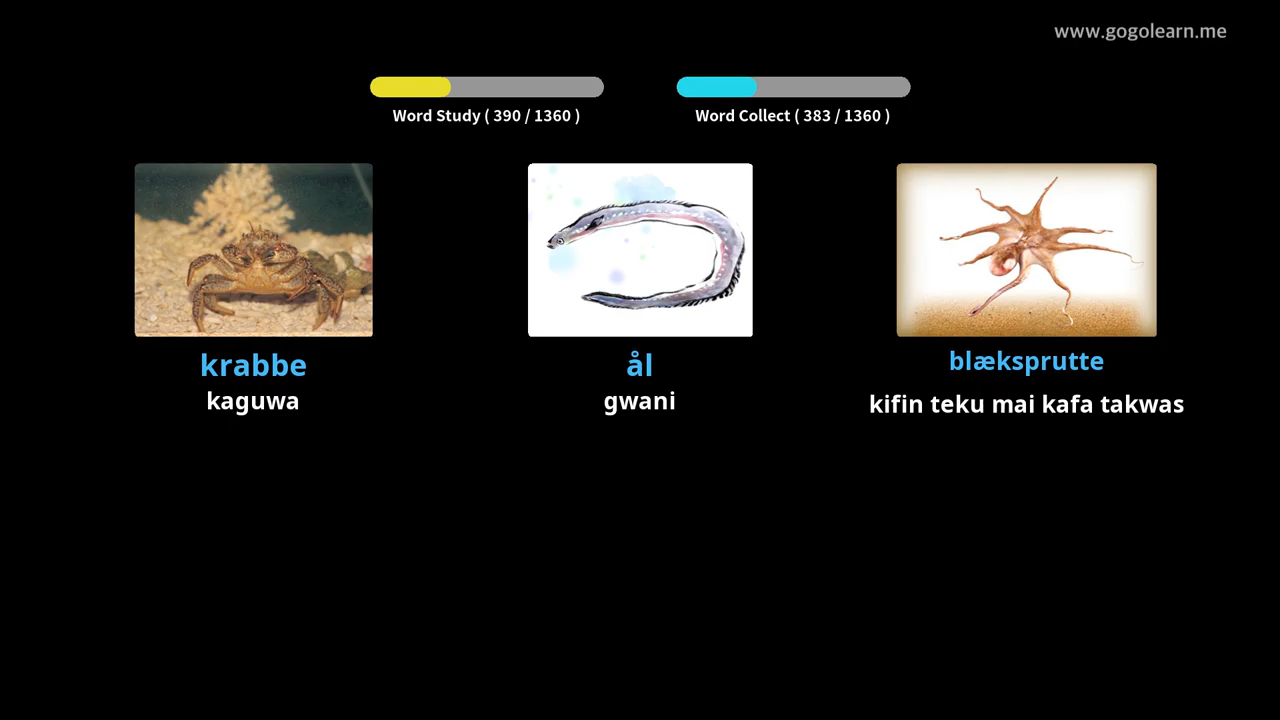 www.gogolearn.me
Word Study ( 390 / 1360 )
Word Collect ( 383 / 1360 )
krabbe
kaguwa
ål
gwani
blæksprutte
kifin teku mai kafa takwas